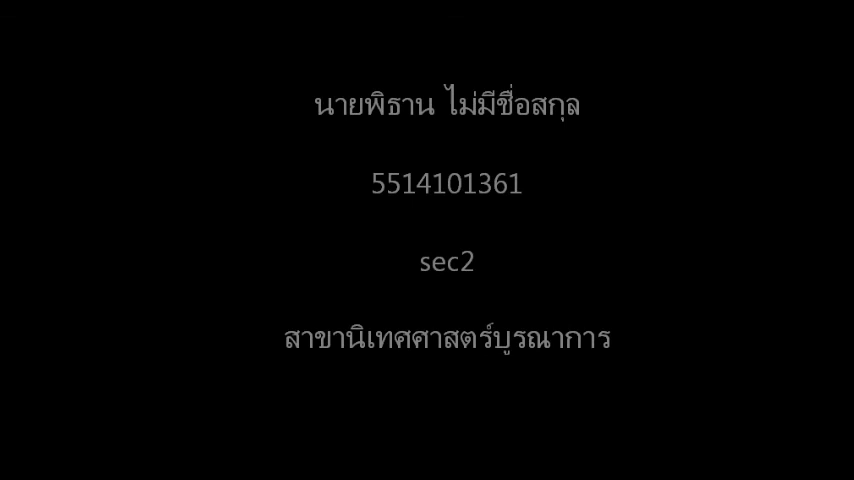 นายพิธาน ไม่มีชื่อสกุล
5514101361
sec2
สาขานิเทศศาสตร์บูรณาการ